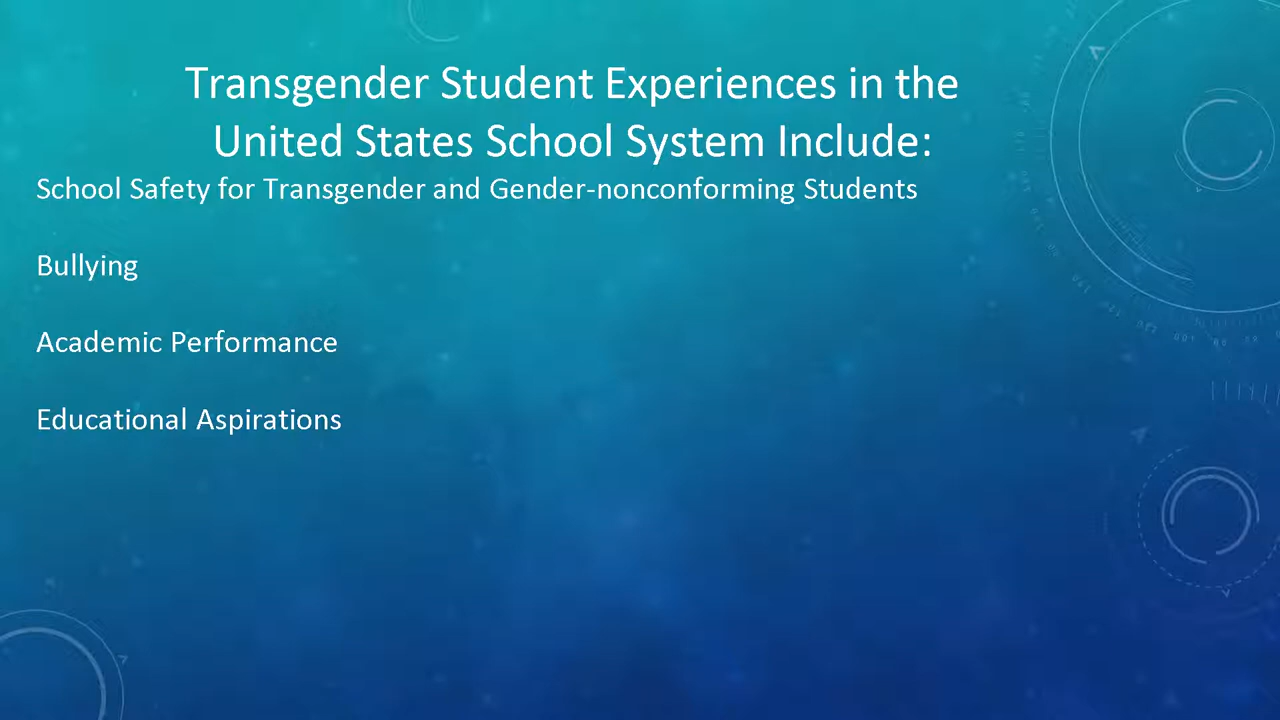 Transgender Student Experiences in the
United States School System Include:
School Safety for Transgender and Gender-nonconforming Students
Bullying
Academic Performance
Educational Aspirations